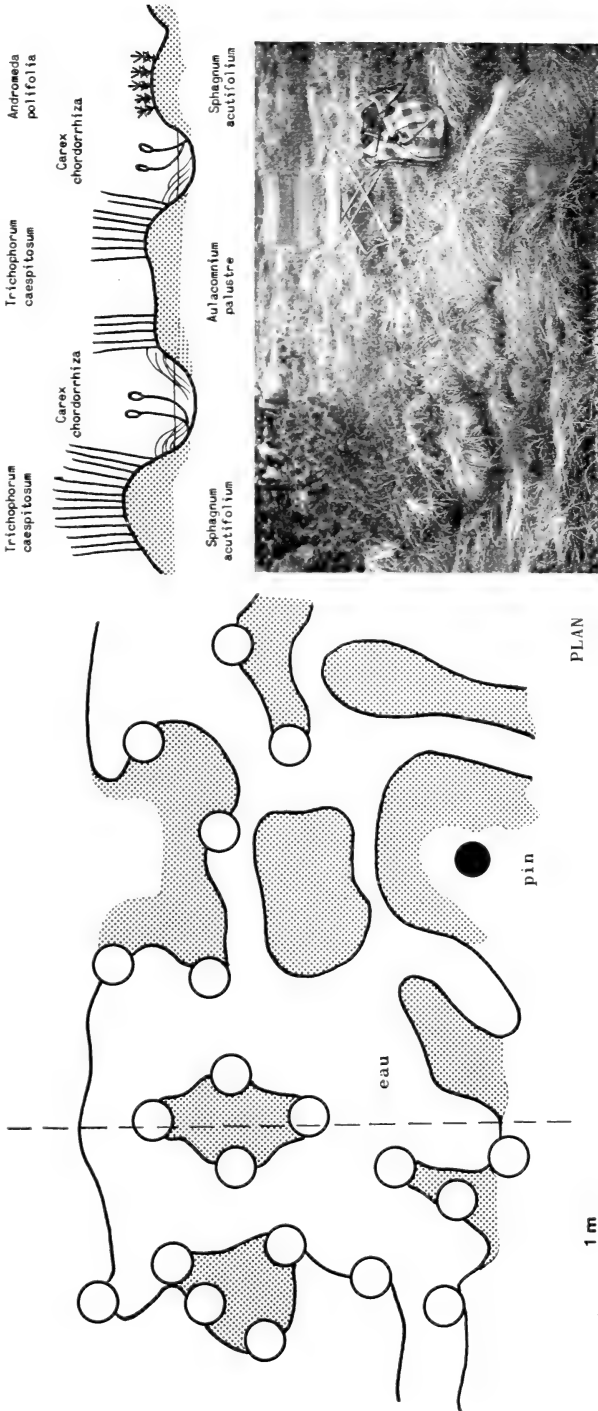 Trichophorum
caespitosum
Carex
chordorrhiza
Trichophorum
caespitosum
Carex
chordorrhiza
Andromeda
polifolia
Sphagnum
acutifolium
Aulacomnium
palustre
Sphagnum
acutifolium
eau
pin
PLAN
1 m